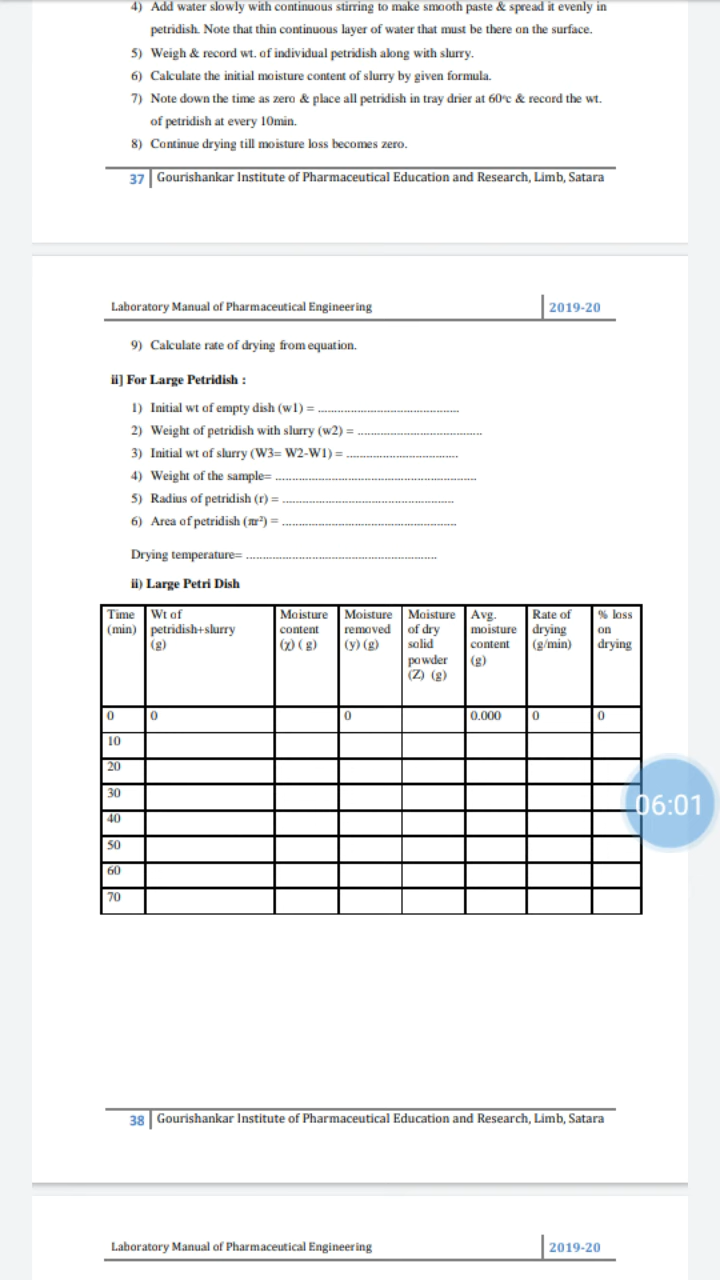 4) Add water slowly with continuous stirring to make smooth paste & spread it evenly in
petridish. Note that thin continuous layer of water that must be there on the surface.
5) Weigh & record wt. of individual petridish along with slurry.
6) Calculate the initial moisture content of slurry by given formula.
7) Note down the time as zero & place all petridish in tray drier at 60°c & record the wt.
of petridish at every 10min.
8) Continue drying till moisture loss becomes zero.
37 Gourishankar Institute of Pharmaceutical Education and Research, Limb, Satara
Laboratory Manual of Pharmaceutical Engineering 2019-20
9) Calculate rate of drying from equation.
ii] For Large Petridish :
1) Initial wt of empty dish (w1) = ............................................
2) Weight of petridish with slurry (w2) = .......................................
3) Initial wt of slurry (W3= W2-W1) = ...................................
4) Weight of the sample= ...............................................................
5) Radius of petridish (r) = ......................................................
6) Area of petridish (πr²) = ......................................................
Drying temperature= ............................................................
ii) Large Petri Dish
Time (min) Wt of petridish+slurry (g) Moisture content (χ) ( g) Moisture removed (y) (g) Moisture of dry solid powder (Z) (g) Avg. moisture content (g) Rate of drying (g/min) % loss on drying
0 0 0 0.000 0 0
10
20
30
40
50
60
70
06:01
38 Gourishankar Institute of Pharmaceutical Education and Research, Limb, Satara
Laboratory Manual of Pharmaceutical Engineering 2019-20